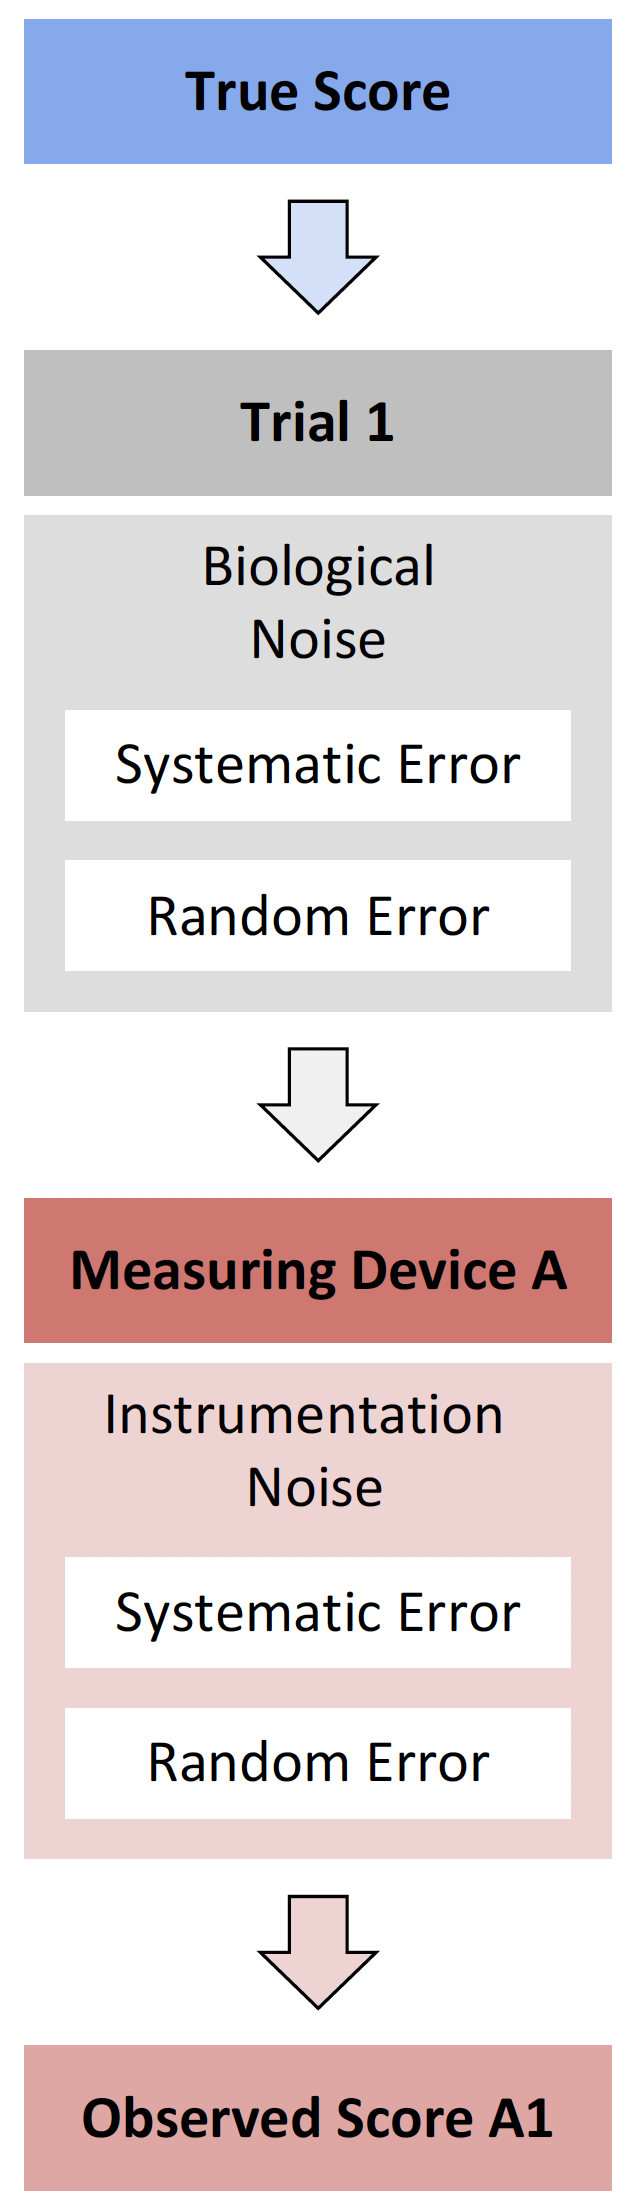 True Score
Trial 1
Biological
Noise
Systematic Error
Random Error
Measuring Device A
Instrumentation
Noise
Systematic Error
Random Error
Observed Score A1